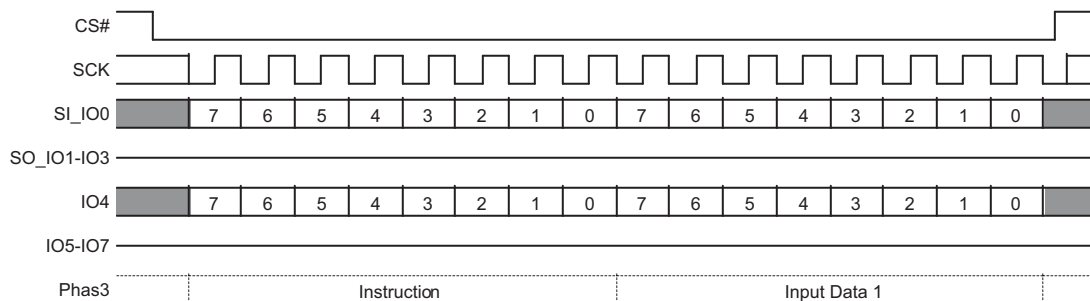 CS#
SCK
SI_IO0 7 6 5 4 3 2 1 0 7 6 5 4 3 2 1 0
SO_IO1-IO3
IO4 7 6 5 4 3 2 1 0 7 6 5 4 3 2 1 0
IO5-IO7
Phas3 Instruction Input Data 1